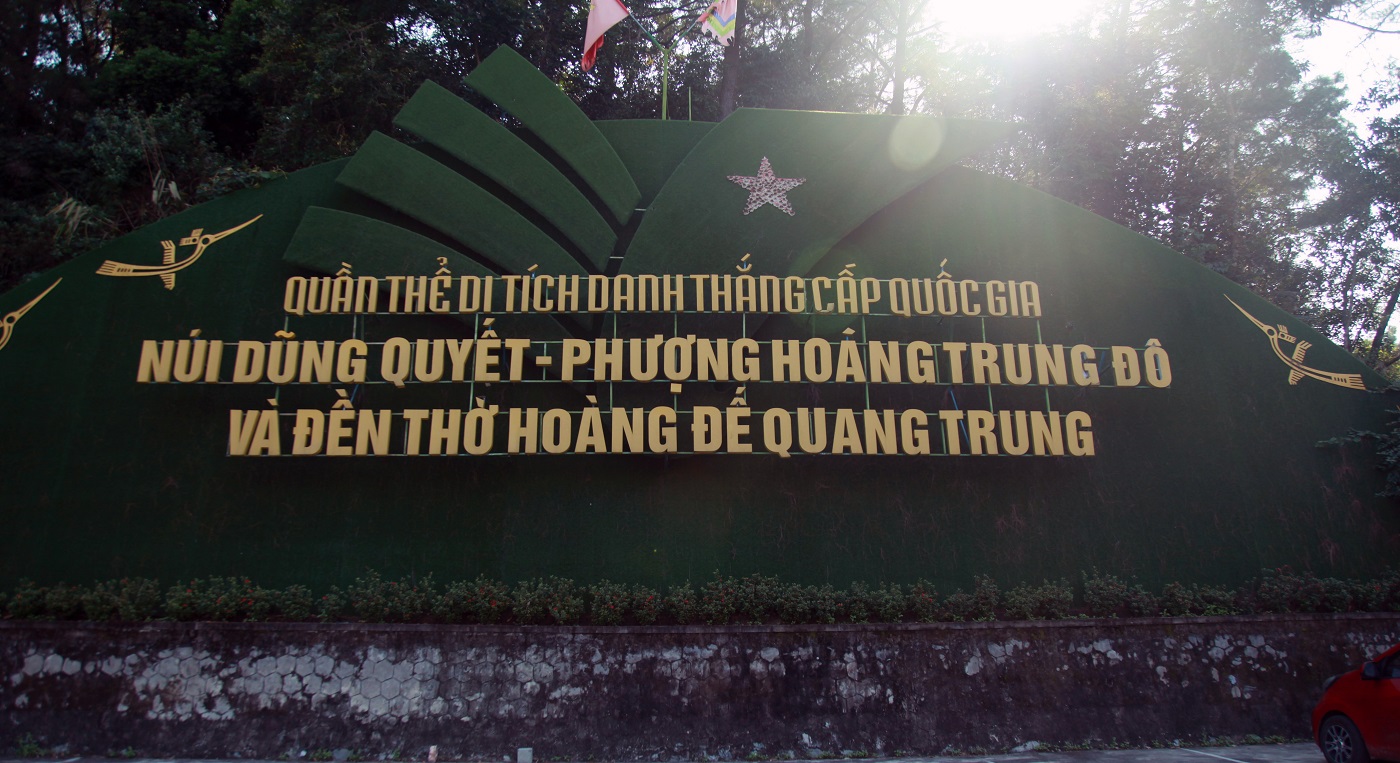 QUẦN THỂ DI TÍCH DANH THẮNG CẤP QUỐC GIA
NÚI DŨNG QUYẾT - PHƯỢNG HOÀNG TRUNG ĐÔ
VÀ ĐỀN THỜ HOÀNG ĐẾ QUANG TRUNG